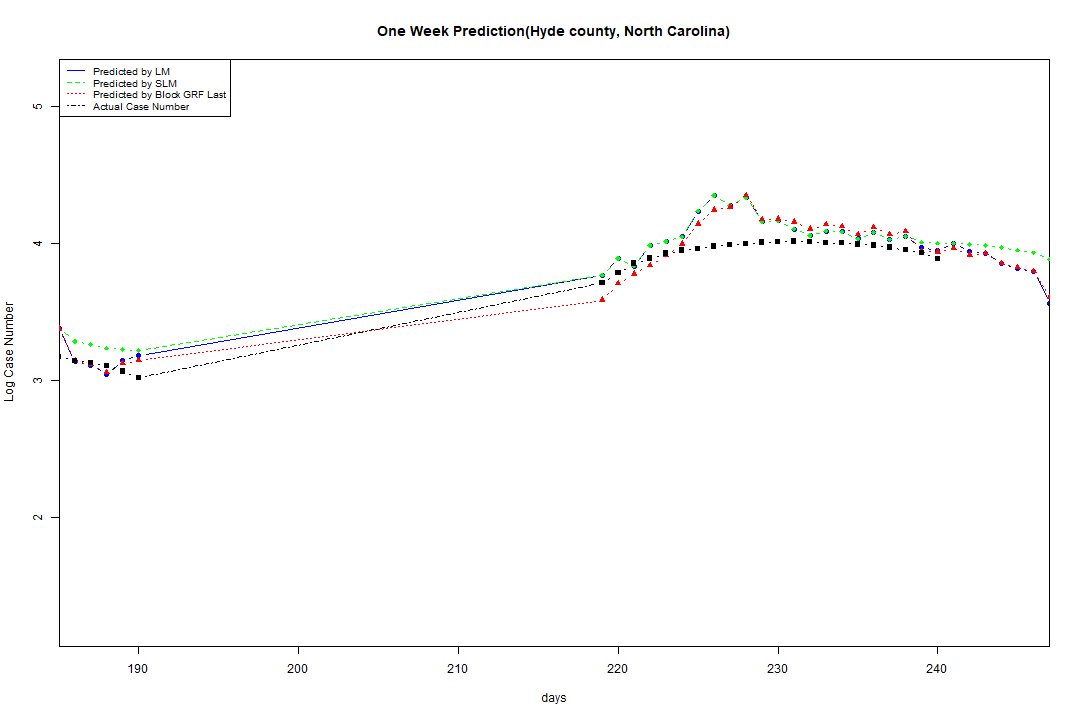 One Week Prediction(Hyde county, North Carolina)
Predicted by LM
Predicted by SLM
Predicted by Block GRF Last
Actual Case Number
5
4
3
2
Log Case Number
190 200 210 220 230 240
days